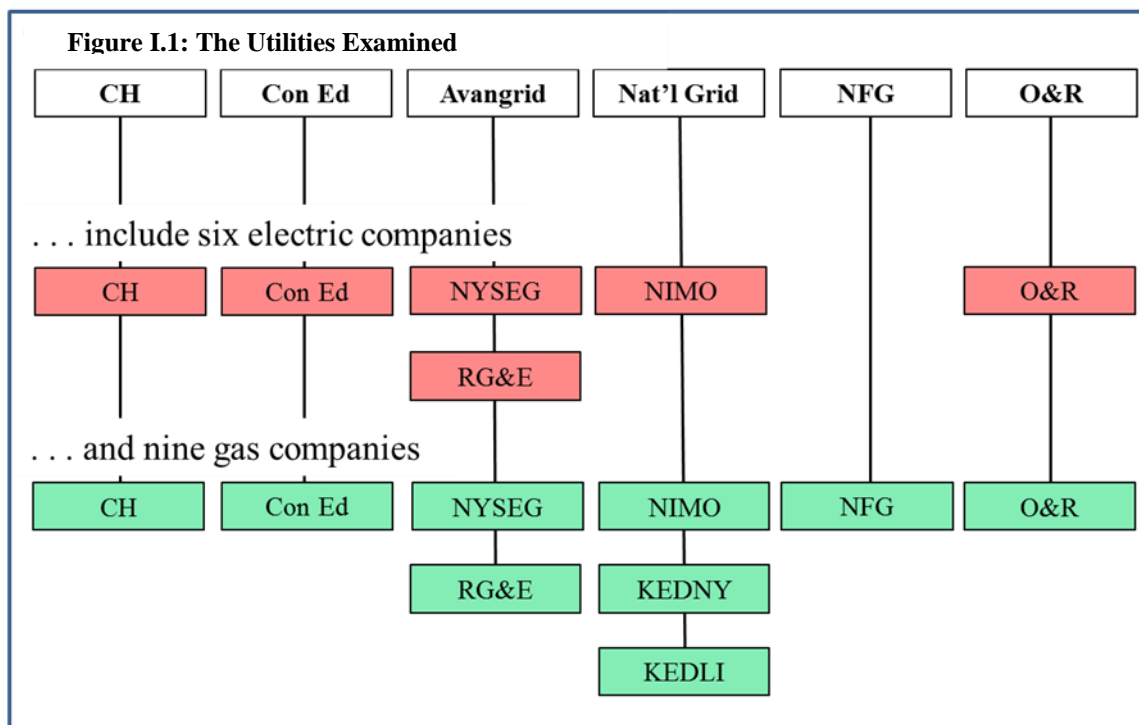 Figure I.1: The Utilities Examined
CH Con Ed Avangrid Nat'l Grid NFG O&R
. . . include six electric companies
CH Con Ed NYSEG NIMO O&R
RG&E
. . . and nine gas companies
CH Con Ed NYSEG NIMO NFG O&R
RG&E KEDNY
KEDLI